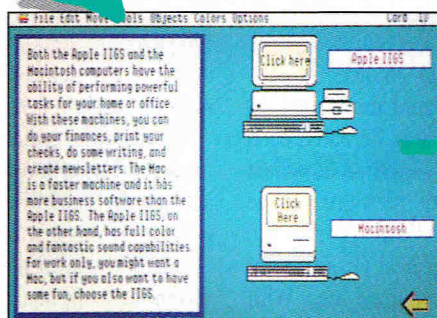 File Edit Move Tools Objects Colors Options Card 10
Both the Apple IIGS and the
Macintosh computers have the
ability of performing powerful
tasks for your home or office.
With these machines, you can
do your finances, print your
checks, do some writing, and
create newsletters. The Mac
is a faster machine and it has
more business software than the
Apple IIGS. The Apple IIGS, on
the other hand, has full color
and fantastic sound capabilities.
For work only, you might want a
Mac, but if you also want to have
some fun, choose the IIGS.
Click here
Apple IIGS
Click
Here
Macintosh